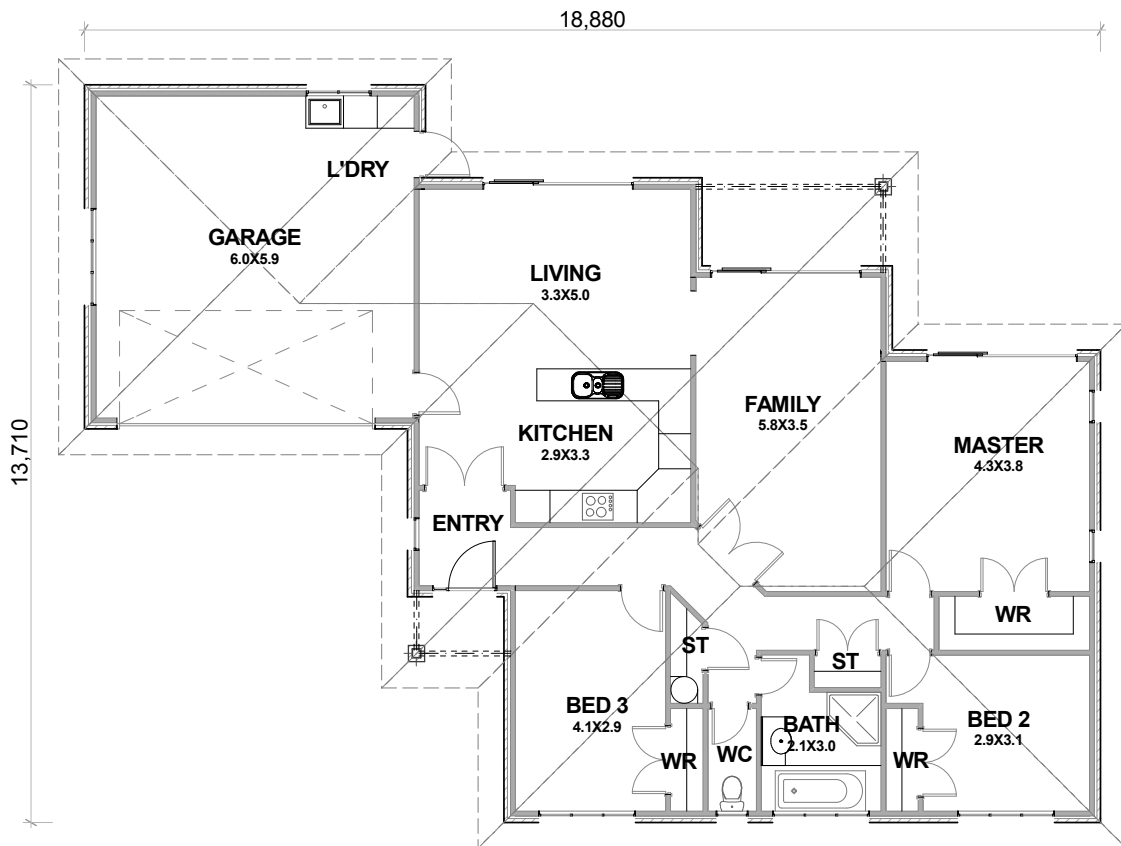 18,880
13,710
L'DRY
GARAGE
6.0X5.9
LIVING
3.3X5.0
FAMILY
5.8X3.5
KITCHEN
2.9X3.3
MASTER
4.3X3.8
ENTRY
WR
ST
ST
BED 3
4.1X2.9
BATH
2.1X3.0
BED 2
2.9X3.1
WR
WC
WR